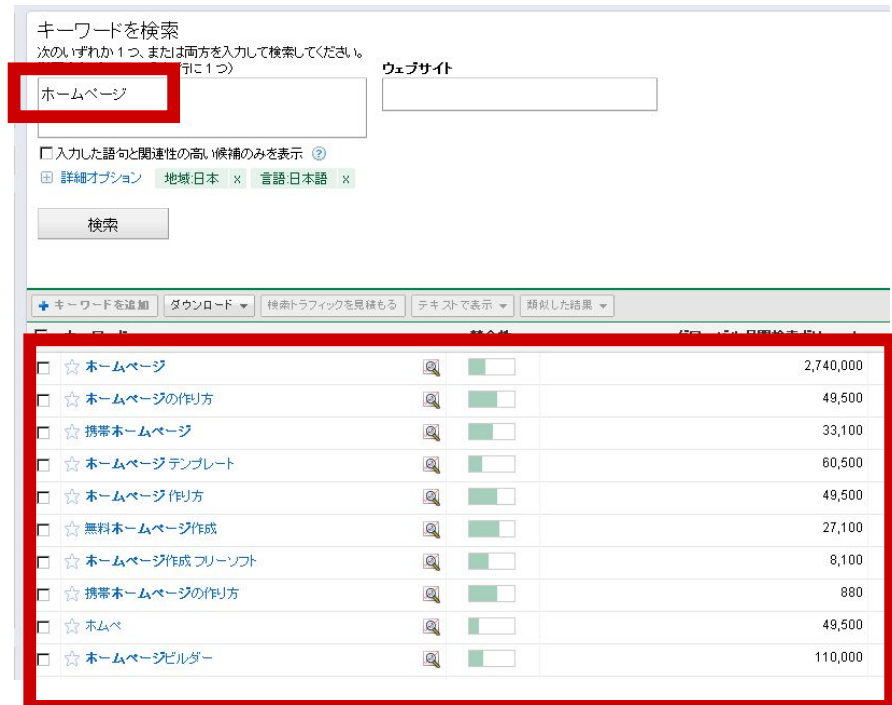 キーワードを検索
次のいずれか1つ、または両方を入力して検索してください。
行に1つ)
ウェブサイト
ホームページ
入力した語句と関連性の高い候補のみを表示 ?
詳細オプション 地域:日本 x 言語:日本語 x
検索
キーワードを追加 ダウンロード 検索トラフィックを見積もる テキストで表示 類似した結果
ホームページ 2,740,000
ホームページの作り方 49,500
携帯ホームページ 33,100
ホームページ テンプレート 60,500
ホームページ 作り方 49,500
無料ホームページ作成 27,100
ホームページ作成 フリーソフト 8,100
携帯ホームページの作り方 880
ホムペ 49,500
ホームページビルダー 110,000